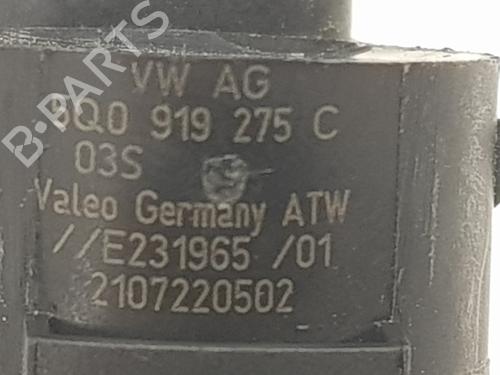 VW AG
5Q0 919 275 C
03S
Valeo Germany ATW
//E231965 /01
2107220502
B-PARTS